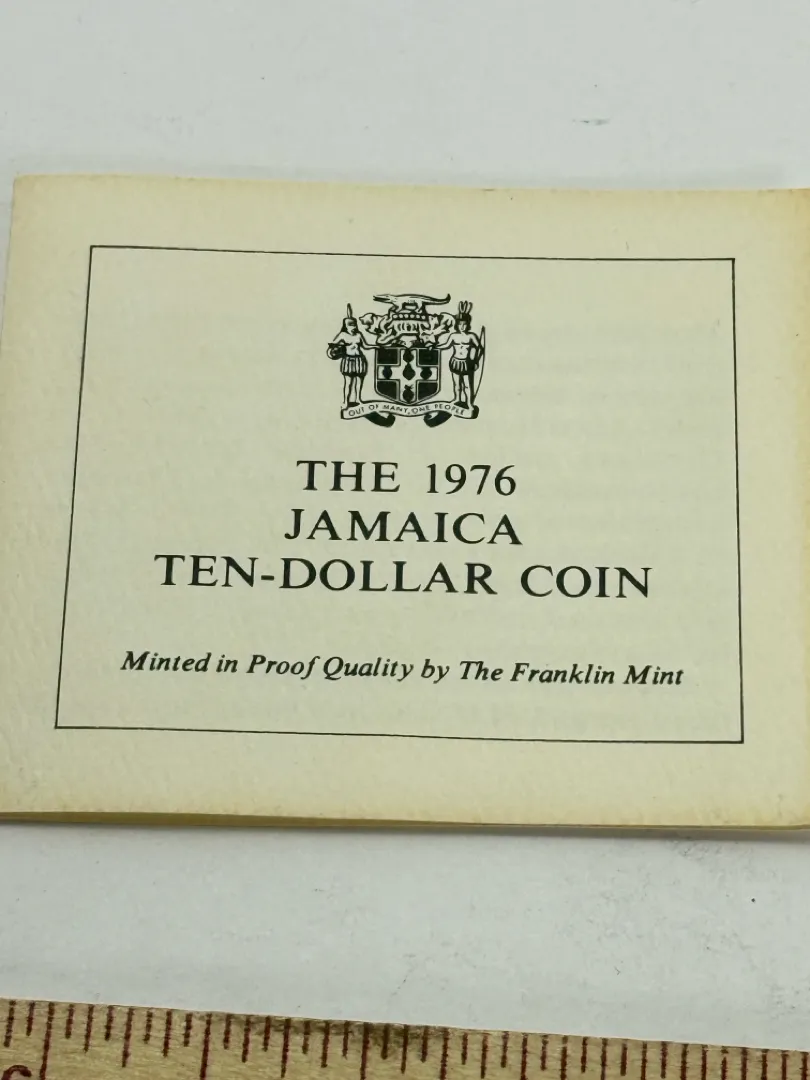 OUT OF MANY, ONE PEOPLE
THE 1976
JAMAICA
TEN-DOLLAR COIN
Minted in Proof Quality by The Franklin Mint